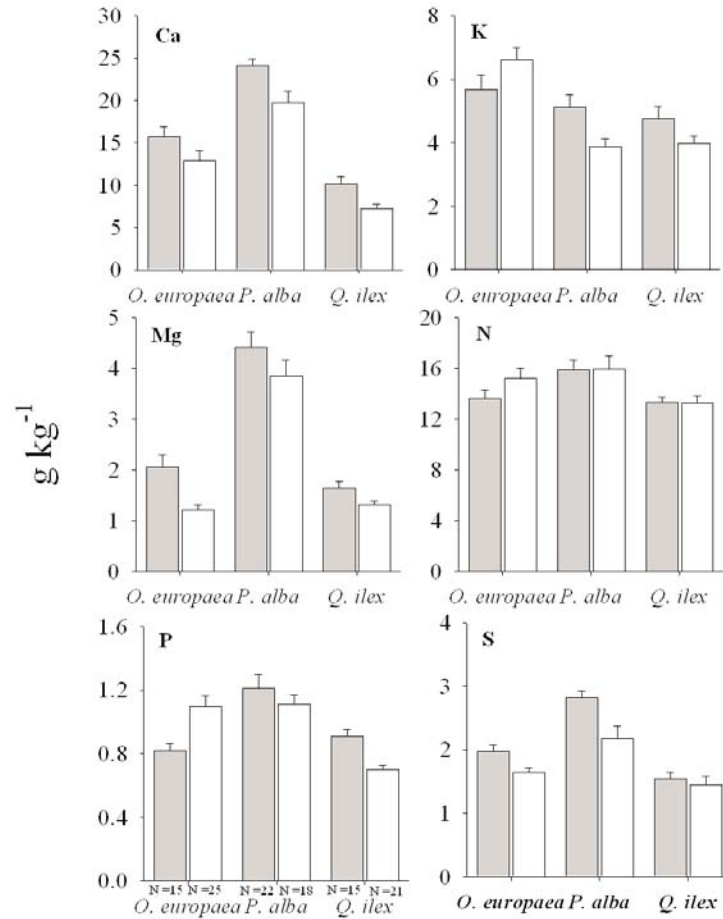 Ca
30
25
20
15
10
5
0
O. europaea P. alba Q. ilex
K
8
6
4
2
0
O. europaea P. alba Q. ilex
g kg-1
Mg
5
4
3
2
1
0
O. europaea P. alba Q. ilex
N
20
16
12
8
4
0
O. europaea P. alba Q. ilex
P
1.6
1.2
0.8
0.4
0.0
N =15 N =25 N =22 N =18 N =15 N =21
O. europaea P. alba Q. ilex
S
4
3
2
1
0
O. europaea P. alba Q. ilex